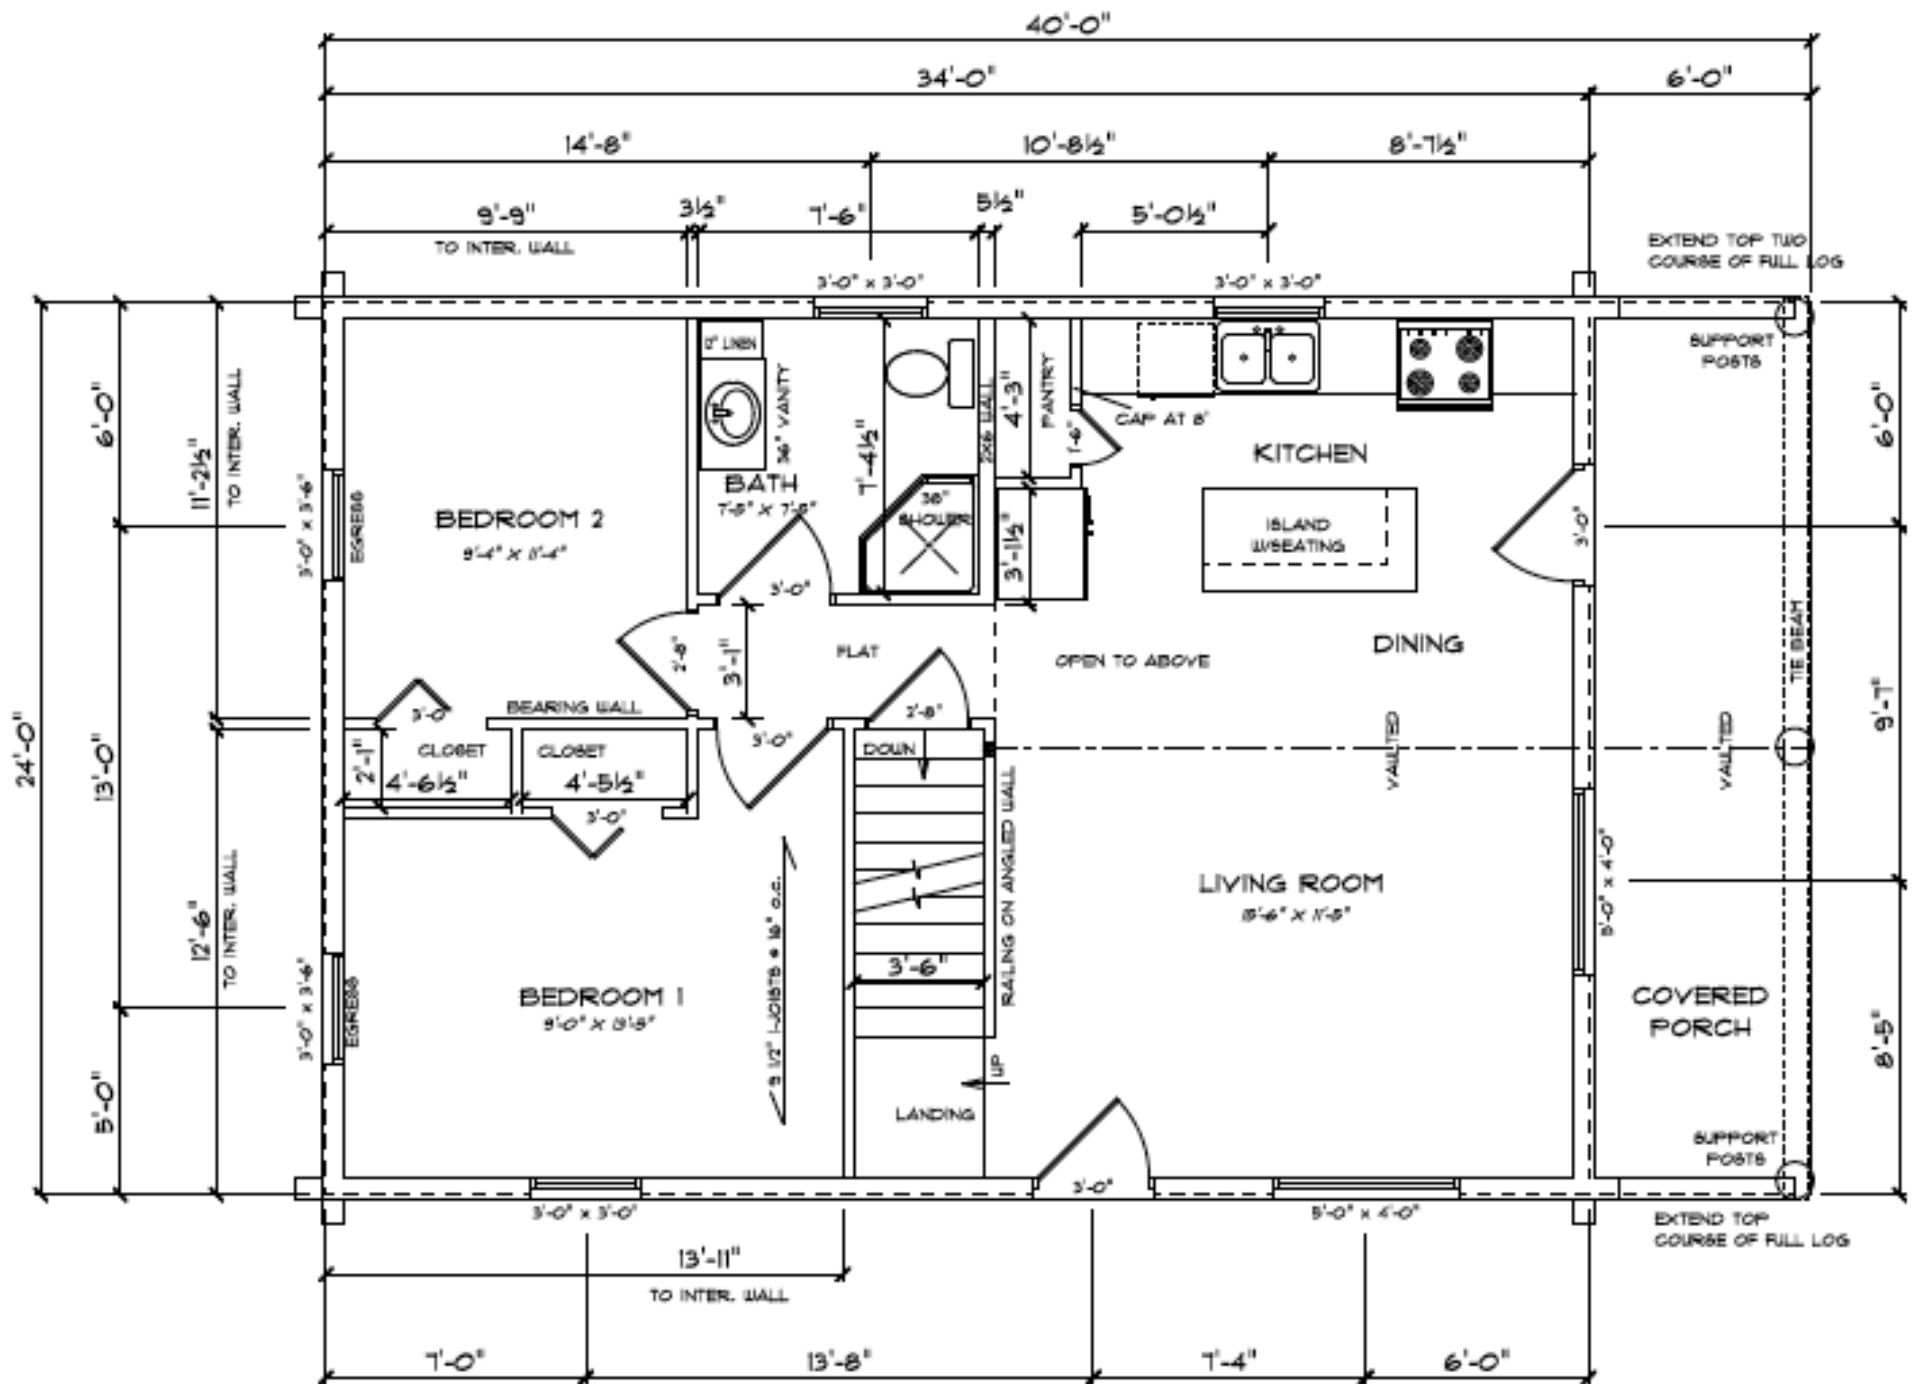 40'-0"
34'-0"
6'-0"
14'-8"
10'-8½"
8'-7½"
9'-9"
3½"
7'-6"
5½"
5'-0½"
TO INTER. WALL
EXTEND TOP TWO
COURSE OF FULL LOG
3'-0" x 3'-0"
3'-0" x 3'-0"
24'-0"
6'-0"
13'-0"
5'-0"
11'-2½"
TO INTER. WALL
12'-6"
TO INTER. WALL
3'-0" x 3'-6"
EGRESS
3'-0" x 3'-6"
EGRESS
12" LINEN
36" VANITY
BATH
7'-4½"
2X6 WALL
4'-3"
PANTRY
1'-6"
CAP AT 8'
KITCHEN
SUPPORT
POSTS
6'-0"
BEDROOM 2
9'-4" X 11'-4"
36"
SHOWER
3'-1½"
ISLAND
W/SEATING
3'-0"
3'-0"
2'-8"
3'-1"
FLAT
OPEN TO ABOVE
DINING
TIE BEAM
9'-7"
3'-0"
BEARING WALL
2'-8"
3'-0"
2'-1"
CLOSET
4'-6½"
CLOSET
4'-5½"
3'-0"
DOWN
VAULTED
VAULTED
RAILING ON ANGLED WALL
9 1/2" I-JOISTS @ 16" o.c.
3'-6"
LIVING ROOM
5'-0" x 4'-0"
BEDROOM 1
COVERED
PORCH
8'-5"
UP
LANDING
3'-0"
SUPPORT
POSTS
3'-0" x 3'-0"
5'-0" x 4'-0"
EXTEND TOP
COURSE OF FULL LOG
13'-11"
TO INTER. WALL
7'-0"
13'-8"
7'-4"
6'-0"